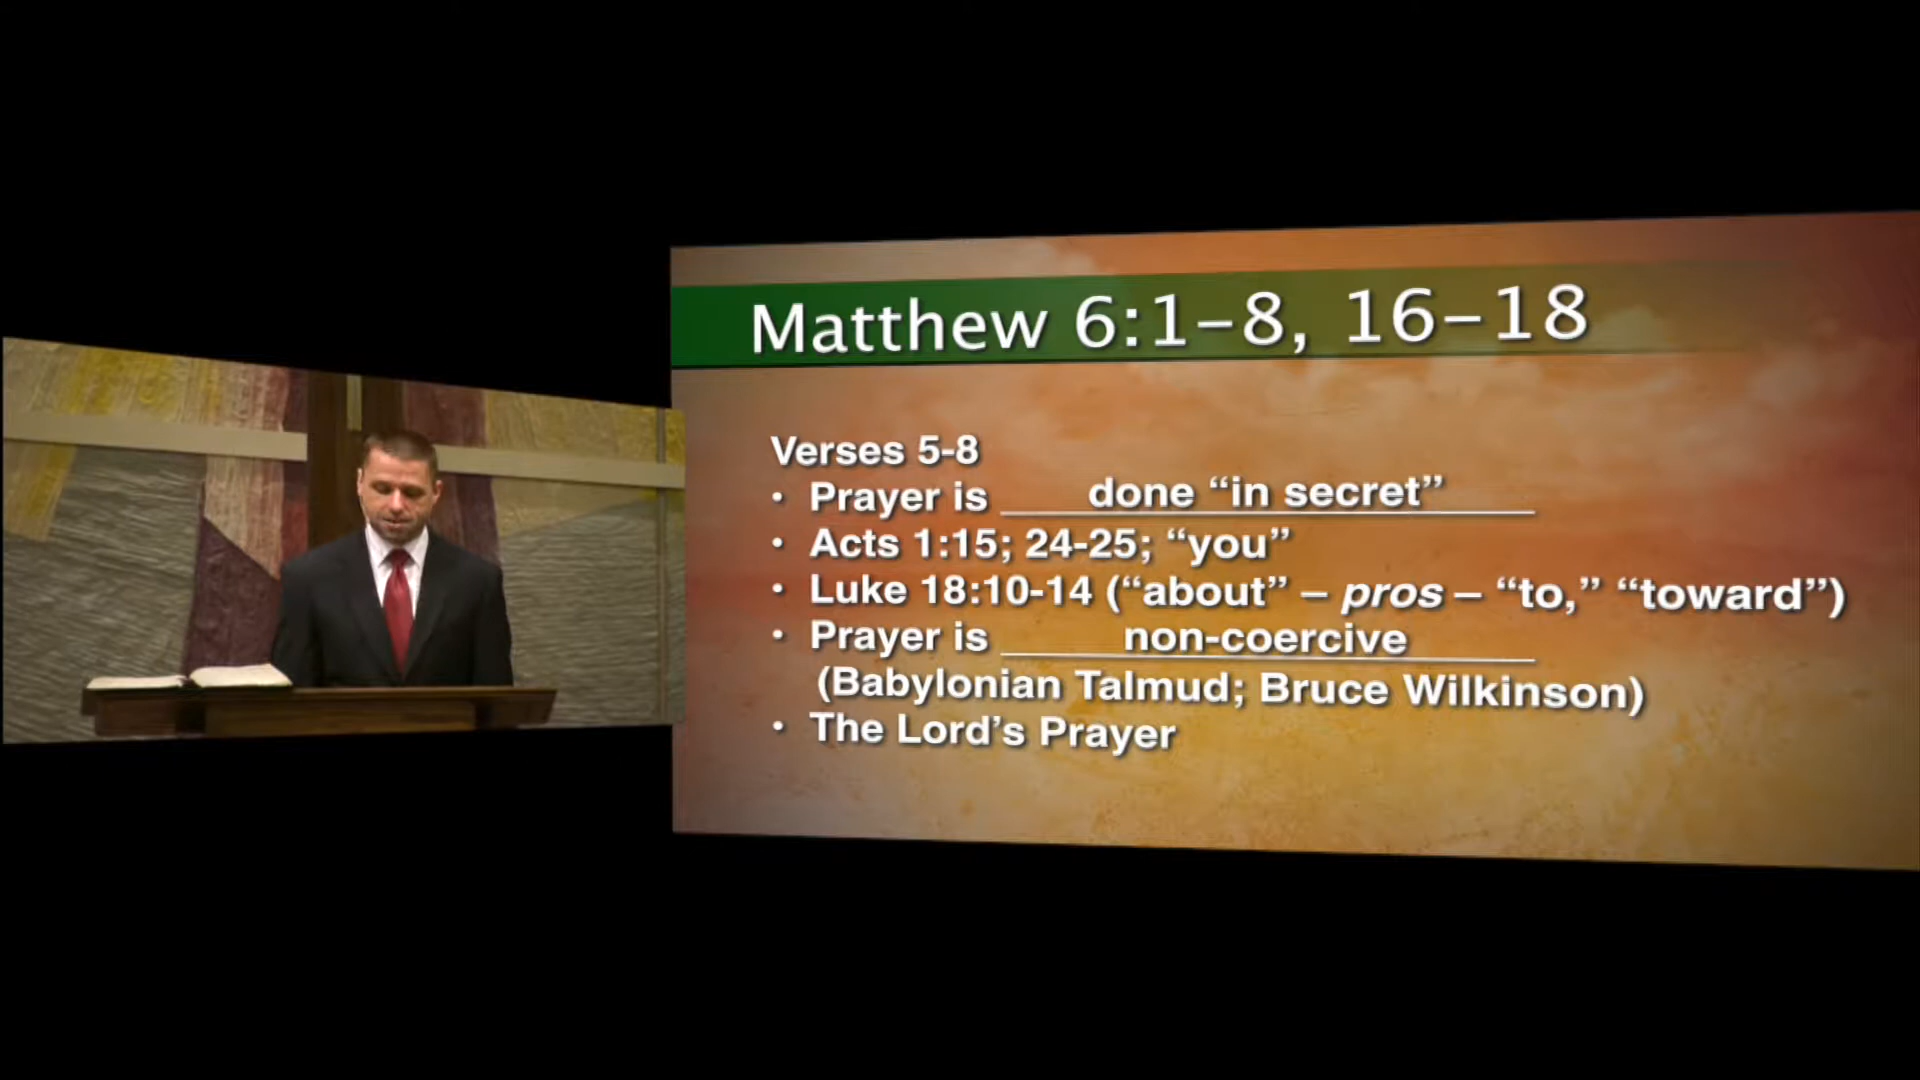 Matthew 6:1–8, 16–18
Verses 5-8
• Prayer is done “in secret”
• Acts 1:15; 24-25; “you”
• Luke 18:10-14 (“about” – pros – “to,” “toward”)
• Prayer is non-coercive
(Babylonian Talmud; Bruce Wilkinson)
• The Lord’s Prayer